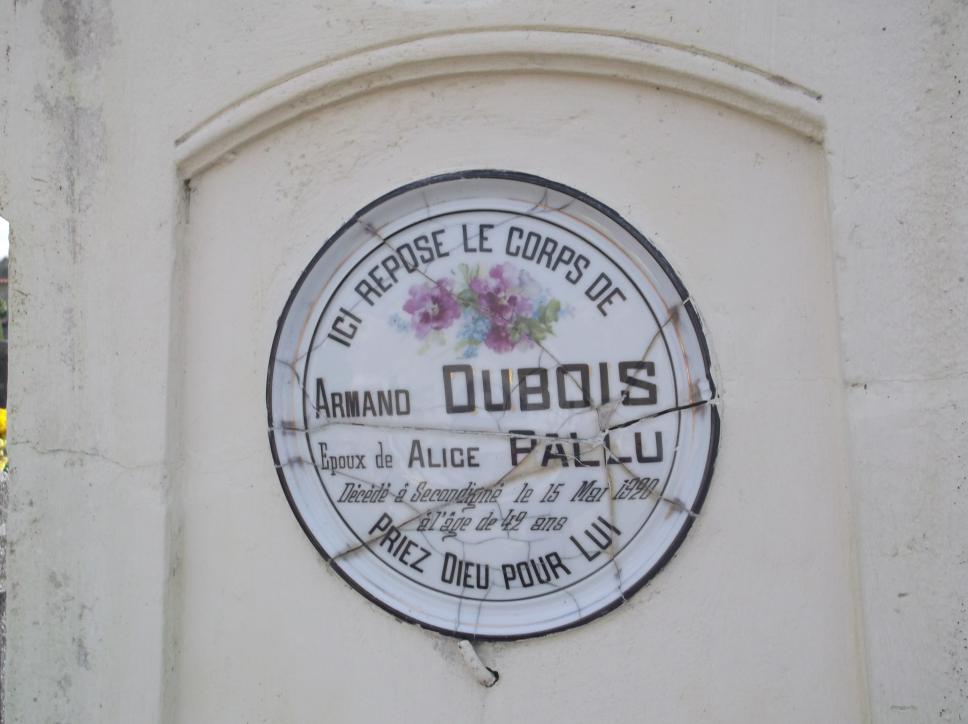 ICI REPOSE LE CORPS DE
ARMAND DUBOIS
Epoux de ALICE PALLU
Décédé à Secondigné le 15 Mai 1920
à l'âge de 42 ans
PRIEZ DIEU POUR LUI